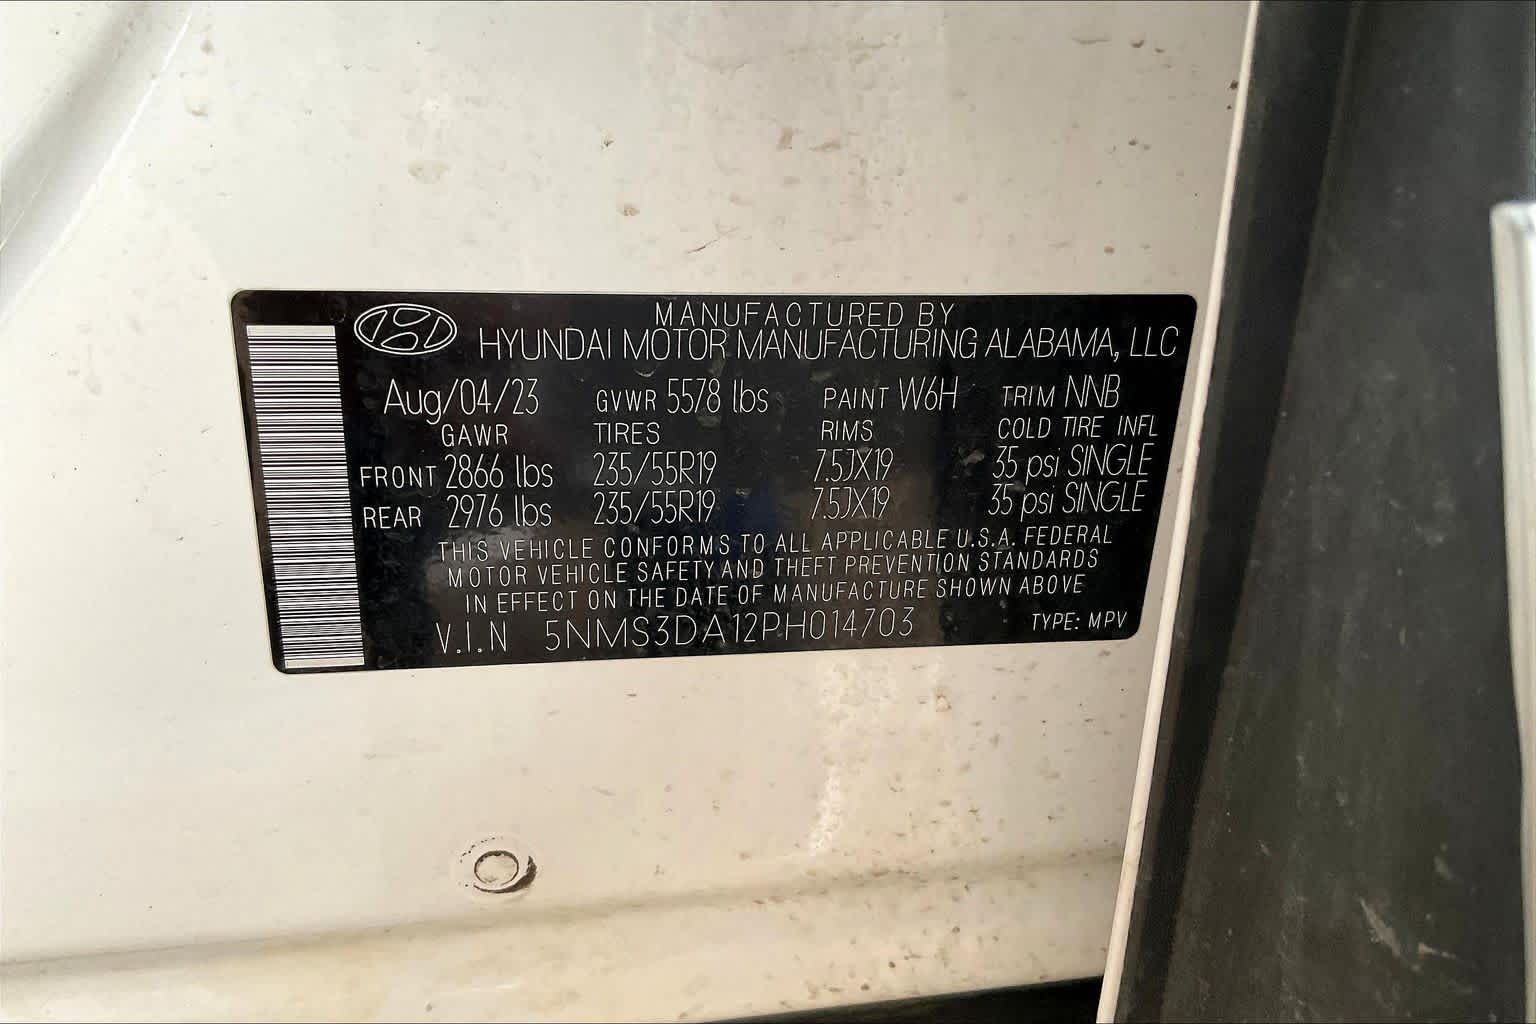 MANUFACTURED BY
HYUNDAI MOTOR MANUFACTURING ALABAMA, LLC
Aug/04/23 GVWR 5578 lbs PAINT W6H TRIM NNB
GAWR TIRES RIMS COLD TIRE INFL
FRONT 2866 lbs 235/55R19 7.5JX19 35 psi SINGLE
REAR 2976 lbs 235/55R19 7.5JX19 35 psi SINGLE
THIS VEHICLE CONFORMS TO ALL APPLICABLE U.S.A. FEDERAL
MOTOR VEHICLE SAFETY AND THEFT PREVENTION STANDARDS
IN EFFECT ON THE DATE OF MANUFACTURE SHOWN ABOVE
V.I.N 5NMS3DA12PH014703 TYPE: MPV